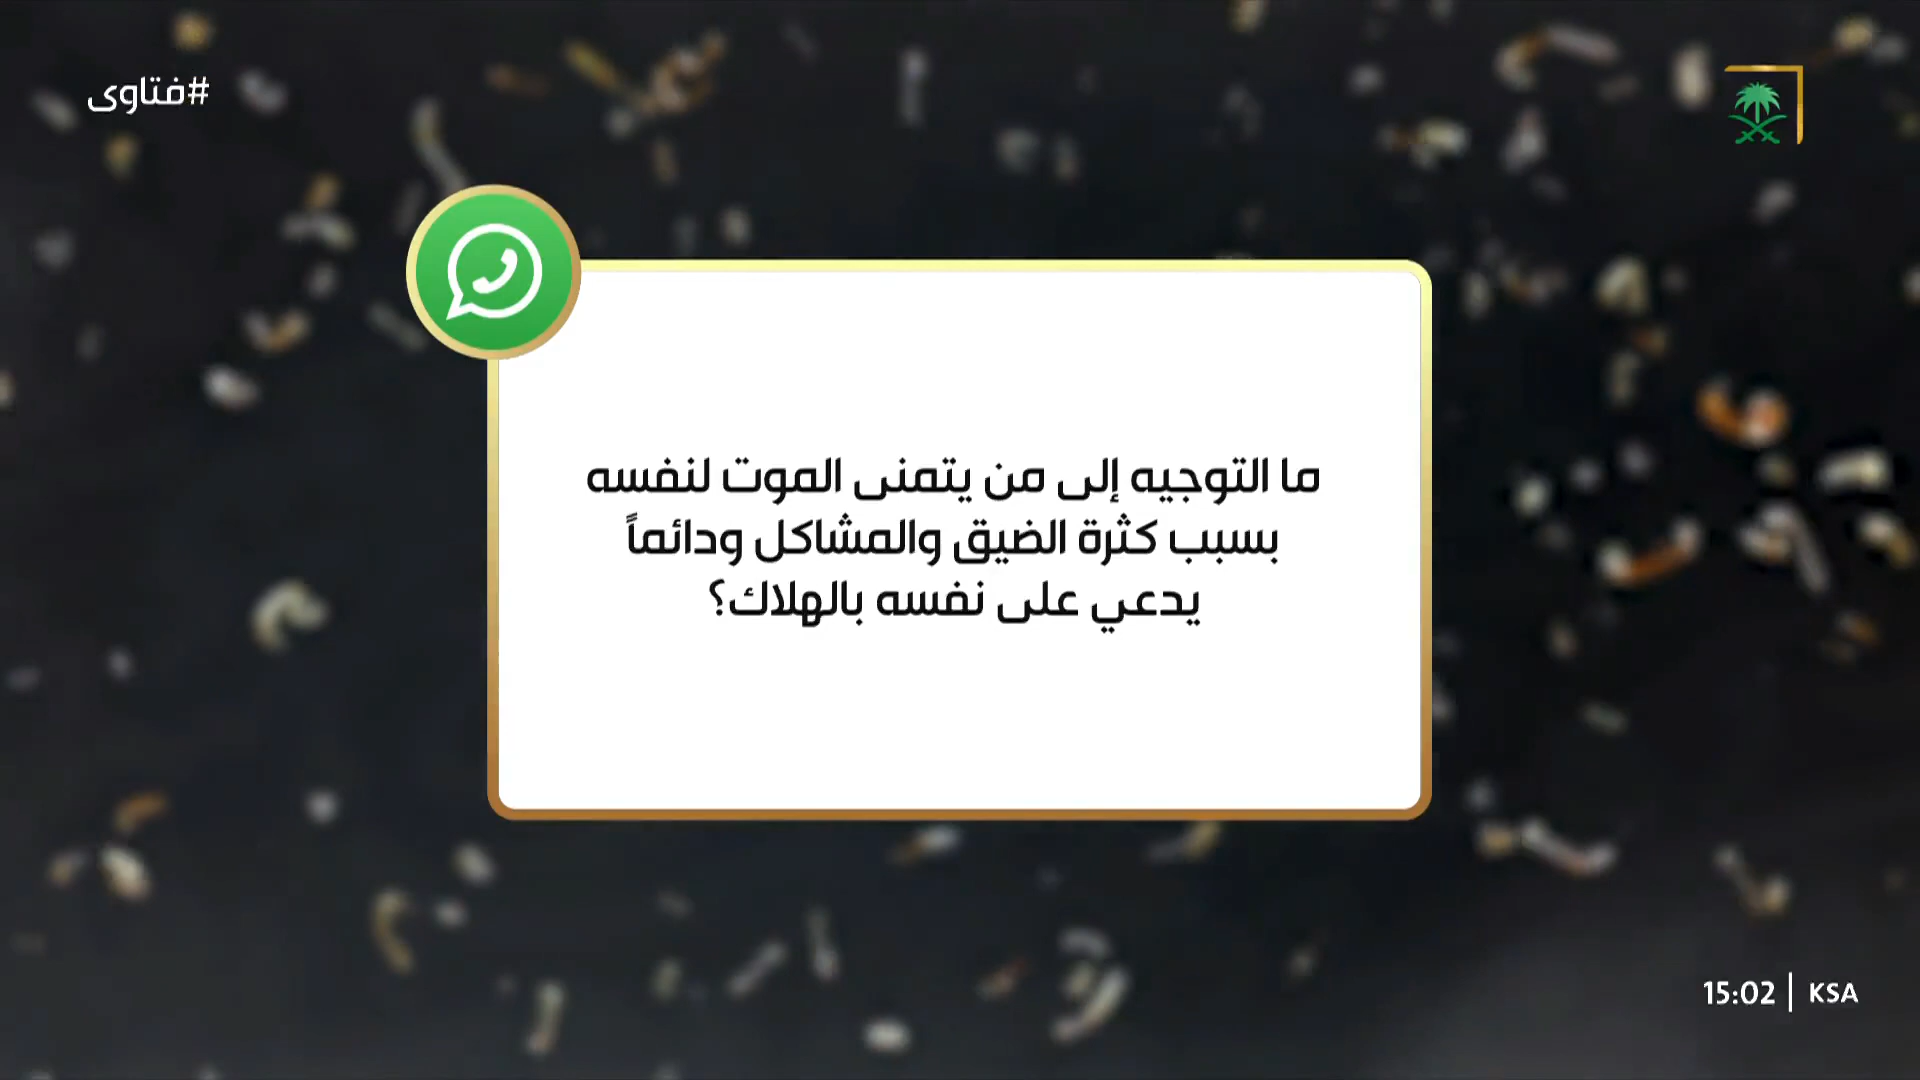 #فتاوى
ما التوجيه إلى من يتمنى الموت لنفسه
بسبب كثرة الضيق والمشاكل ودائماً
يدعي على نفسه بالهلاك؟
15:02 | KSA